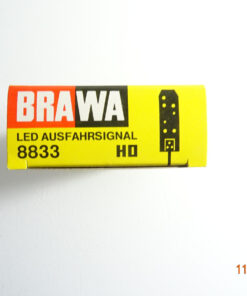 BRAWA
LED AUSFAHRSIGNAL
8833 H0
11